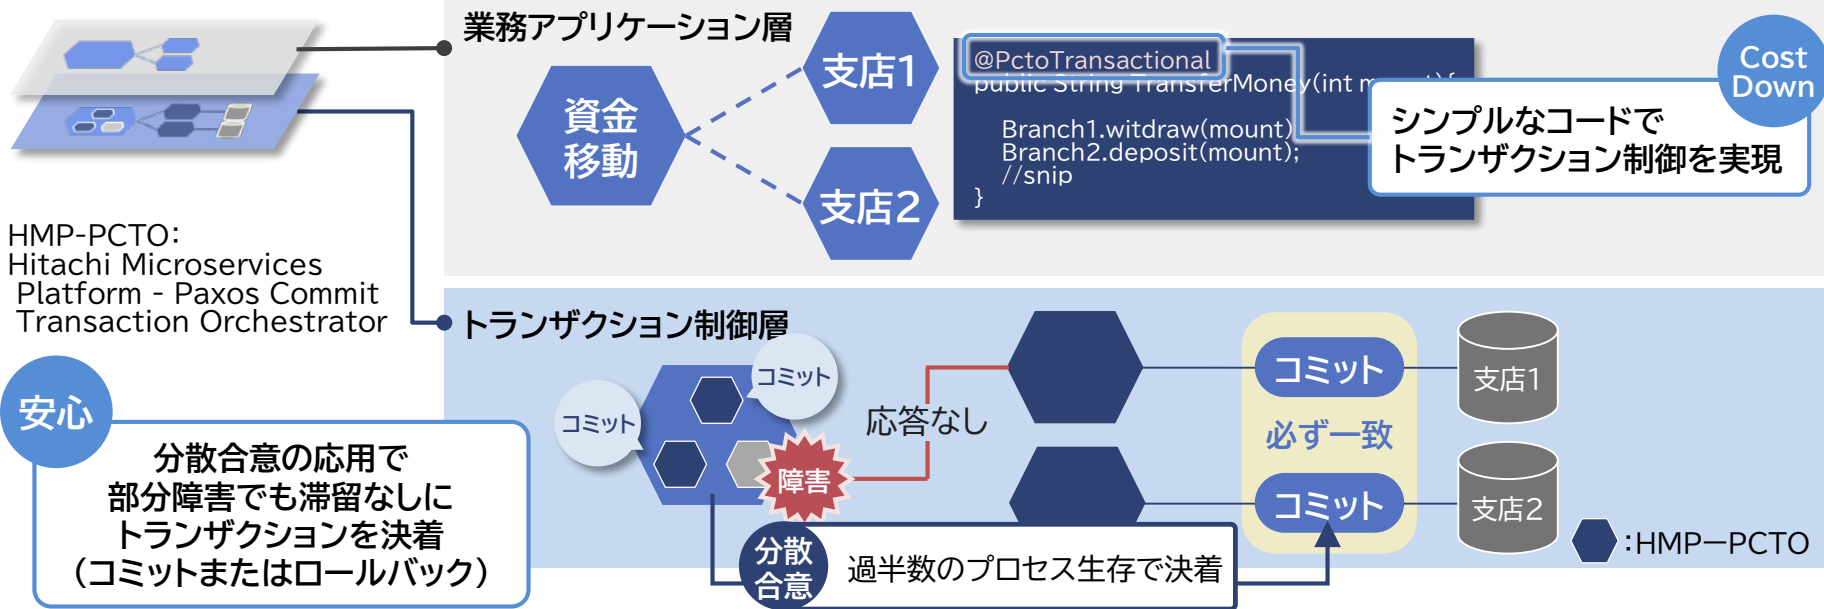 業務アプリケーション層
資金
移動
支店1
支店2
@PctoTransactional
public String TransferMoney(int m
Branch1.witdraw(mount)
Branch2.deposit(mount);
//snip
}
Cost
Down
シンプルなコードで
トランザクション制御を実現
HMP-PCTO：
Hitachi Microservices
Platform - Paxos Commit
Transaction Orchestrator
トランザクション制御層
コミット
コミット
障害
応答なし
コミット
必ず一致
コミット
支店1
支店2
：HMP－PCTO
安心
分散合意の応用で
部分障害でも滞留なしに
トランザクションを決着
（コミットまたはロールバック）
分散
合意
過半数のプロセス生存で決着